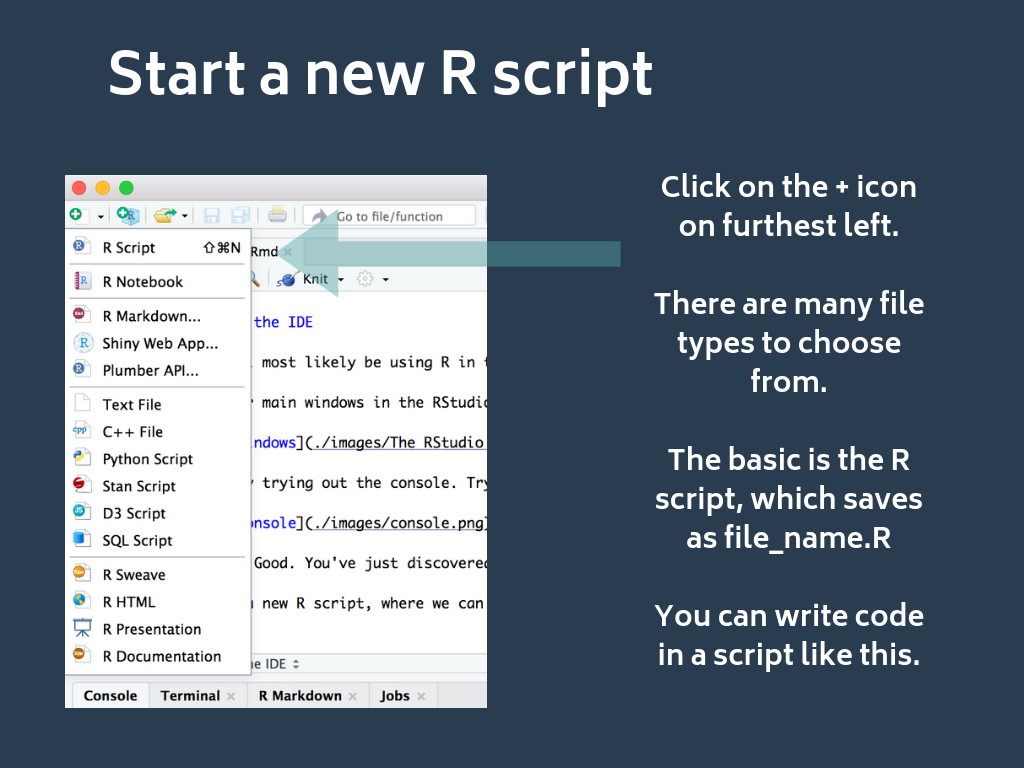 Start a new R script
Go to file/function
R Script ⇧⌘N
Rmd
R Notebook
Knit
R Markdown...
the IDE
Shiny Web App...
most likely be using R in
Plumber API...
Text File
main windows in the RStudio
C++ File
ndows](./images/The RStudio
Python Script
Stan Script
trying out the console. Try
D3 Script
onsole](./images/console.png)
SQL Script
Good. You've just discovered
R Sweave
R HTML
new R script, where we can
R Presentation
R Documentation
e IDE
Console Terminal R Markdown Jobs
Click on the + icon
on furthest left.
There are many file
types to choose
from.
The basic is the R
script, which saves
as file_name.R
You can write code
in a script like this.